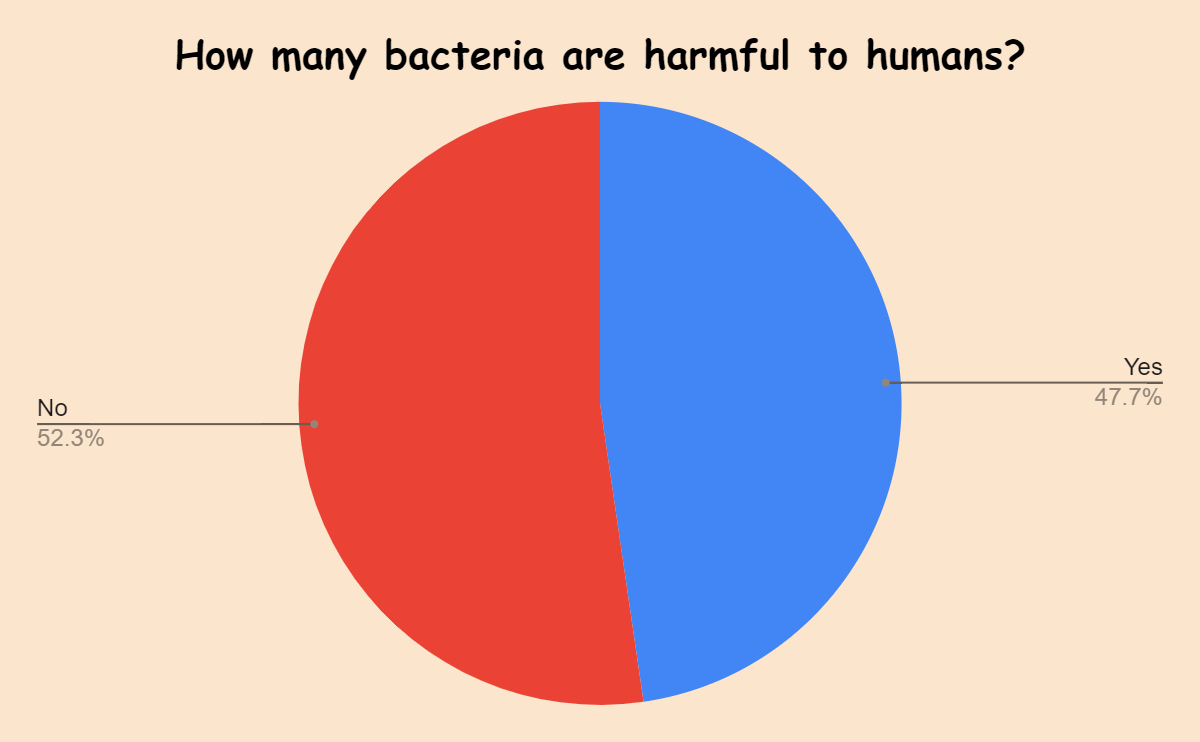 How many bacteria are harmful to humans?
Yes
47.7%
No
52.3%